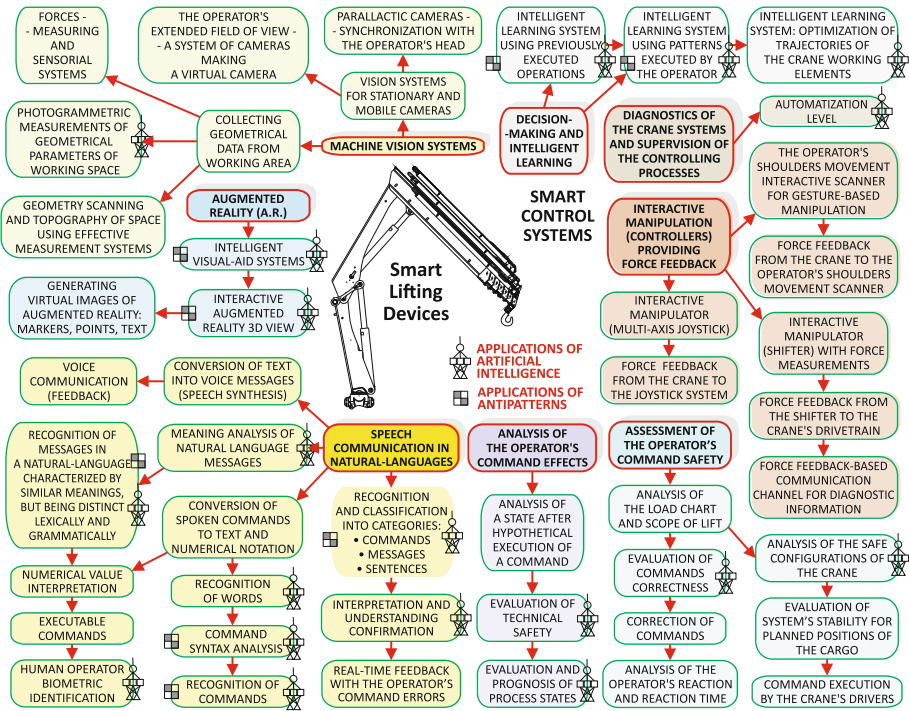 FORCES -
- MEASURING
AND
SENSORIAL
SYSTEMS
THE OPERATOR'S
EXTENDED FIELD OF VIEW -
- A SYSTEM OF CAMERAS
MAKING
A VIRTUAL CAMERA
PARALLACTIC CAMERAS -
- SYNCHRONIZATION WITH
THE OPERATOR'S HEAD
VISION SYSTEMS
FOR STATIONARY AND
MOBILE CAMERAS
INTELLIGENT
LEARNING SYSTEM
USING PREVIOUSLY
EXECUTED
OPERATIONS
INTELLIGENT
LEARNING SYSTEM
USING PATTERNS
EXECUTED BY
THE OPERATOR
INTELLIGENT LEARNING
SYSTEM: OPTIMIZATION OF
TRAJECTORIES OF
THE CRANE WORKING
ELEMENTS
PHOTOGRAMMETRIC
MEASUREMENTS OF
GEOMETRICAL
PARAMETERS OF
WORKING SPACE
COLLECTING
GEOMETRICAL
DATA FROM
WORKING AREA
MACHINE VISION SYSTEMS
DECISION-
-MAKING AND
INTELLIGENT
LEARNING
DIAGNOSTICS OF
THE CRANE SYSTEMS
AND SUPERVISION OF
THE CONTROLLING
PROCESSES
AUTOMATIZATION
LEVEL
GEOMETRY SCANNING
AND TOPOGRAPHY OF SPACE
USING EFFECTIVE
MEASUREMENT SYSTEMS
AUGMENTED
REALITY (A.R.)
INTELLIGENT
VISUAL-AID SYSTEMS
GENERATING
VIRTUAL IMAGES OF
AUGMENTED REALITY:
MARKERS, POINTS, TEXT
INTERACTIVE
AUGMENTED
REALITY 3D VIEW
Smart
Lifting
Devices
SMART
CONTROL
SYSTEMS
INTERACTIVE
MANIPULATION
(CONTROLLERS)
PROVIDING
FORCE FEEDBACK
THE OPERATOR'S
SHOULDERS MOVEMENT
INTERACTIVE SCANNER
FOR GESTURE-BASED
MANIPULATION
FORCE FEEDBACK
FROM THE CRANE TO THE
OPERATOR'S SHOULDERS
MOVEMENT SCANNER
INTERACTIVE
MANIPULATOR
(MULTI-AXIS JOYSTICK)
FORCE FEEDBACK
FROM THE CRANE TO
THE JOYSTICK SYSTEM
INTERACTIVE
MANIPULATOR
(SHIFTER) WITH FORCE
MEASUREMENTS
FORCE FEEDBACK FROM
THE SHIFTER TO THE
CRANE'S DRIVETRAIN
FORCE FEEDBACK-BASED
COMMUNICATION
CHANNEL FOR DIAGNOSTIC
INFORMATION
APPLICATIONS OF
ARTIFICIAL
INTELLIGENCE
APPLICATIONS OF
ANTIPATTERNS
VOICE
COMMUNICATION
(FEEDBACK)
CONVERSION OF TEXT
INTO VOICE MESSAGES
(SPEECH SYNTHESIS)
RECOGNITION OF
MESSAGES IN
A NATURAL-LANGUAGE
CHARACTERIZED BY
SIMILAR MEANINGS,
BUT BEING DISTINCT
LEXICALLY AND
GRAMMATICALLY
MEANING ANALYSIS OF
NATURAL LANGUAGE
MESSAGES
SPEECH
COMMUNICATION IN
NATURAL-LANGUAGES
ANALYSIS OF
THE OPERATOR'S
COMMAND EFFECTS
ASSESSMENT OF
THE OPERATOR'S
COMMAND SAFETY
CONVERSION OF
SPOKEN COMMANDS
TO TEXT AND
NUMERICAL NOTATION
RECOGNITION
AND CLASSIFICATION
INTO CATEGORIES:
• COMMANDS
• MESSAGES
• SENTENCES
ANALYSIS OF
A STATE AFTER
HYPOTHETICAL
EXECUTION OF
A COMMAND
ANALYSIS OF
THE LOAD CHART
AND SCOPE OF LIFT
NUMERICAL VALUE
INTERPRETATION
EXECUTABLE
COMMANDS
HUMAN OPERATOR
BIOMETRIC
IDENTIFICATION
RECOGNITION
OF WORDS
COMMAND
SYNTAX ANALYSIS
RECOGNITION OF
COMMANDS
INTERPRETATION AND
UNDERSTANDING
CONFIRMATION
REAL-TIME FEEDBACK
WITH THE OPERATOR'S
COMMAND ERRORS
EVALUATION OF
TECHNICAL
SAFETY
EVALUATION AND
PROGNOSIS OF
PROCESS STATES
EVALUATION OF
COMMANDS
CORRECTNESS
CORRECTION OF
COMMANDS
ANALYSIS OF THE
OPERATOR'S REACTION
AND REACTION TIME
ANALYSIS OF THE SAFE
CONFIGURATIONS OF
THE CRANE
EVALUATION OF
SYSTEM'S STABILITY FOR
PLANNED POSITIONS OF
THE CARGO
COMMAND EXECUTION
BY THE CRANE'S DRIVERS